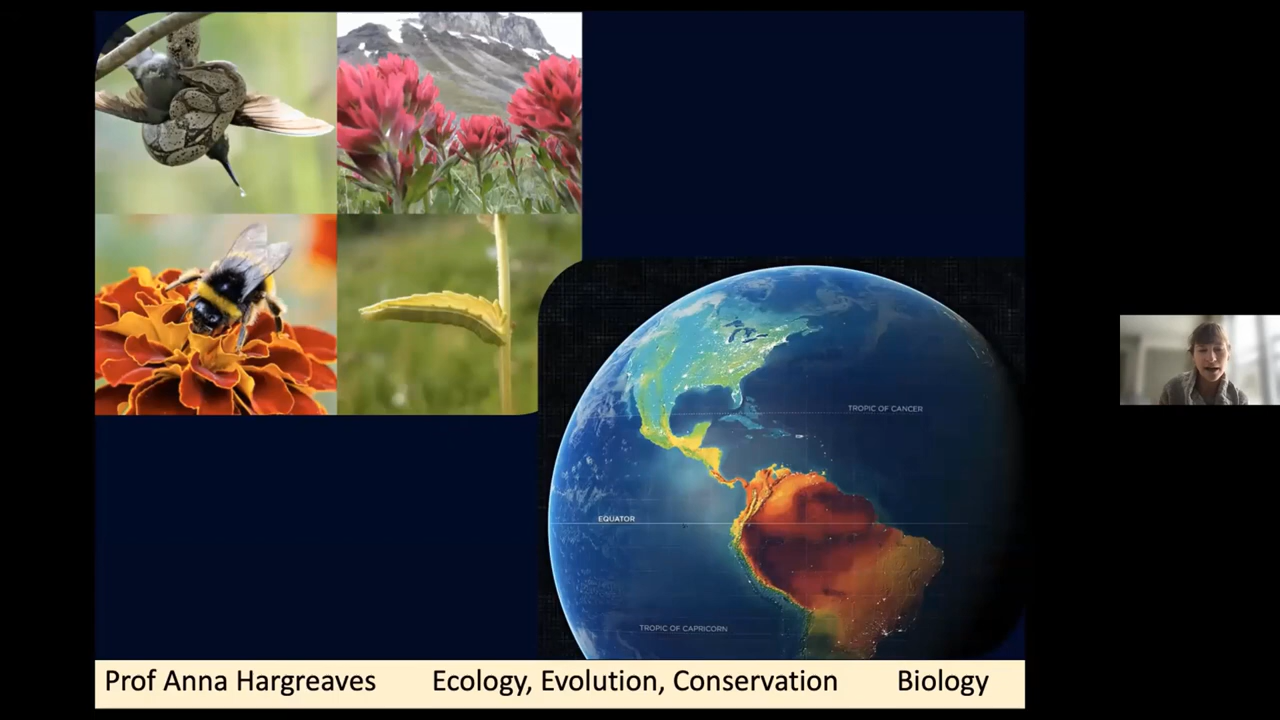 TROPIC OF CANCER
EQUATOR
TROPIC OF CAPRICORN
Prof Anna Hargreaves Ecology, Evolution, Conservation Biology